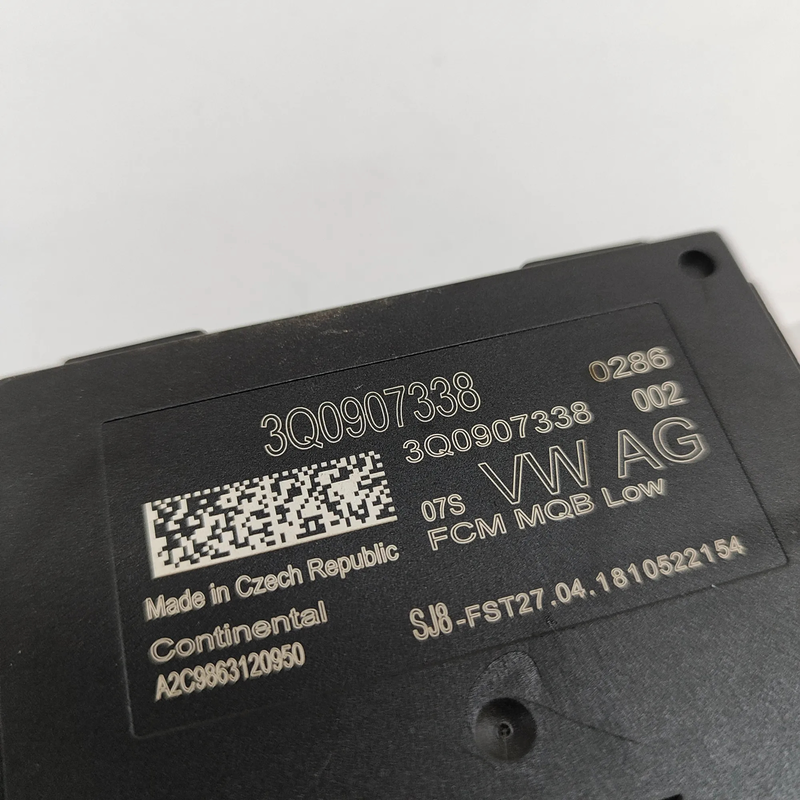 3Q0907338
0286
3Q0907338
002
07S
VW AG
FCM MQB Low
Made in Czech Republic
Continental
A2C9863120950
SJ8-FST27.04.1810522154